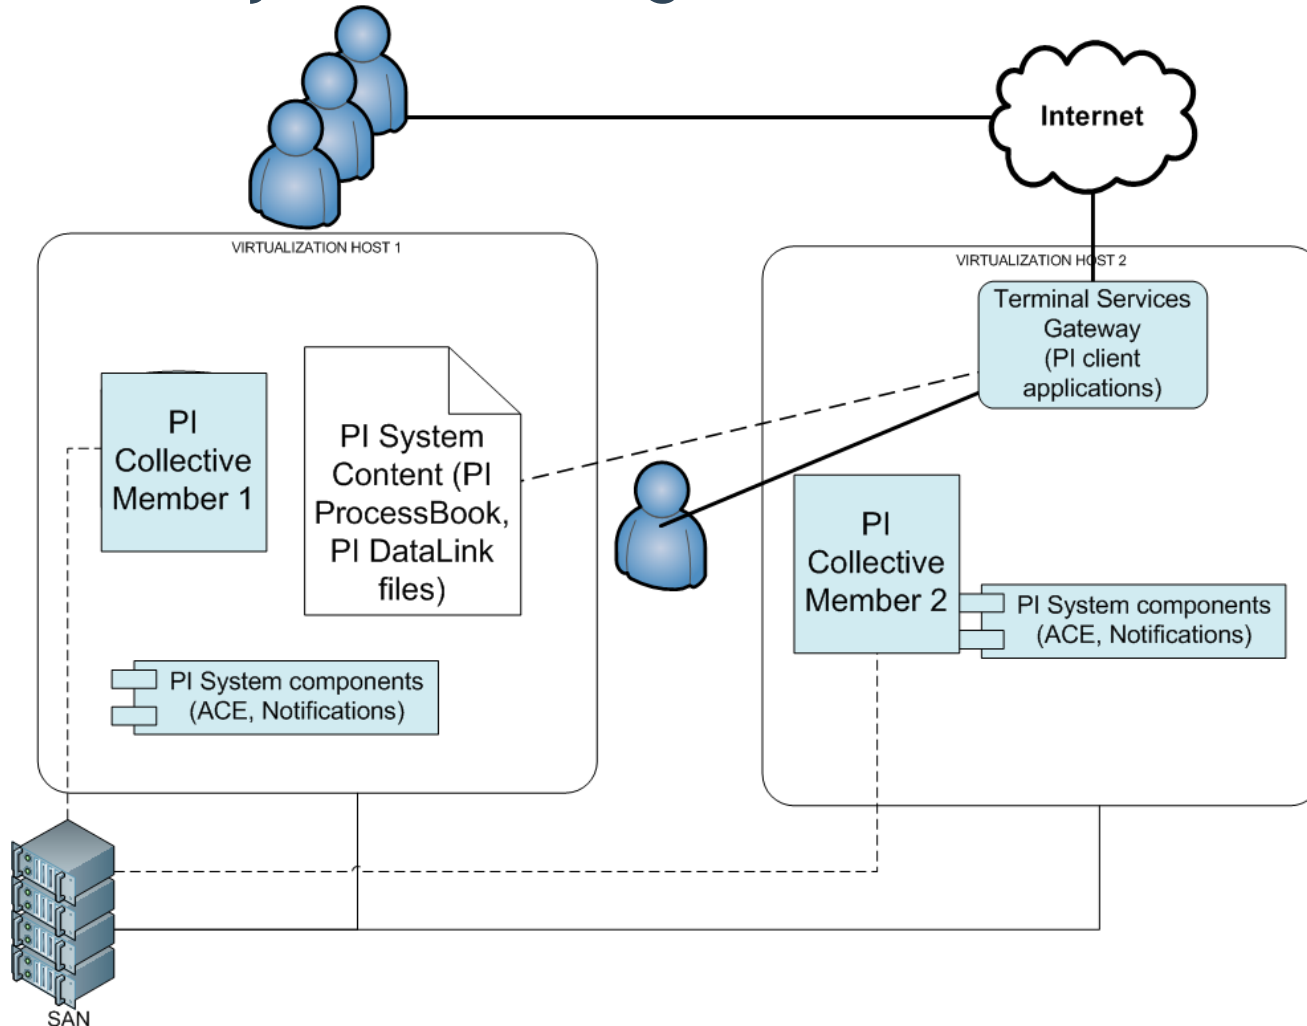 Internet
VIRTUALIZATION HOST 1
VIRTUALIZATION HOST 2
Terminal Services
Gateway
(PI client
applications)
PI
Collective
Member 1
PI System
Content (PI
ProcessBook,
PI DataLink
files)
PI
Collective
Member 2
PI System components
(ACE, Notifications)
PI System components
(ACE, Notifications)
SAN